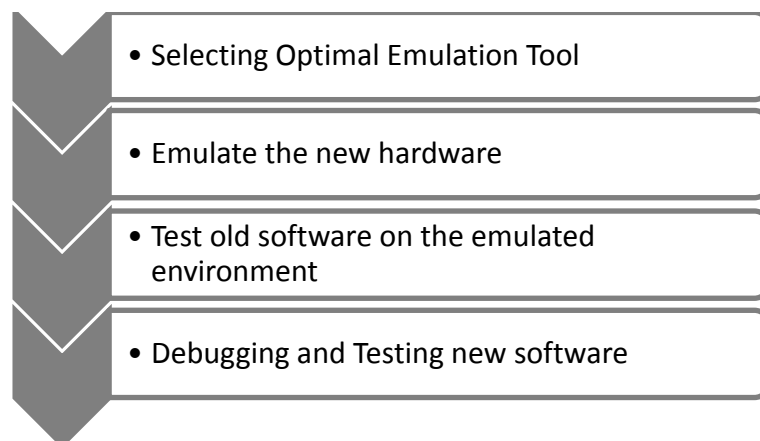 • Selecting Optimal Emulation Tool
• Emulate the new hardware
• Test old software on the emulated
environment
• Debugging and Testing new software